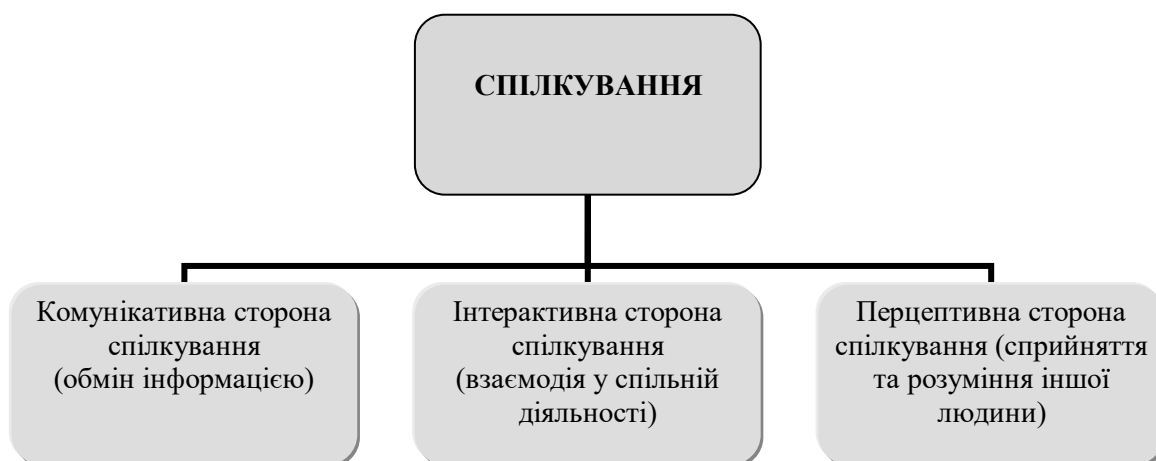 СПІЛКУВАННЯ
Комунікативна сторона
спілкування
(обмін інформацією)
Інтерактивна сторона
спілкування
(взаємодія у спільній
діяльності)
Перцептивна сторона
спілкування (сприйняття
та розуміння іншої
людини)